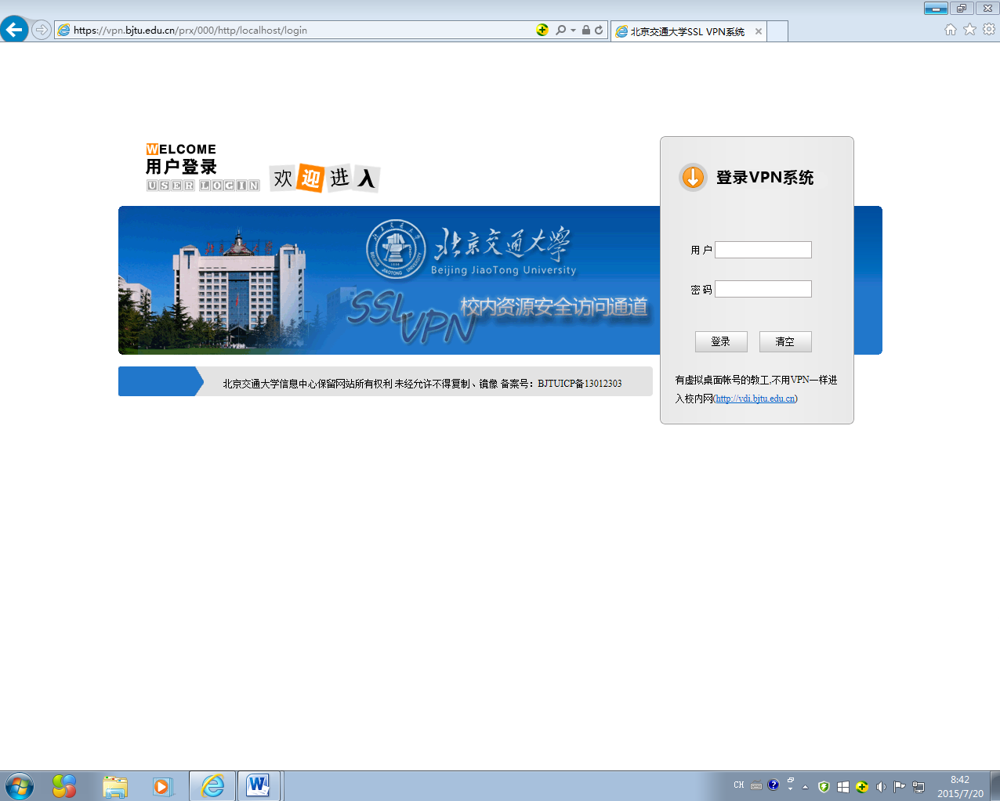 https://vpn.bjtu.edu.cn/prx/000/http/localhost/login
北京交通大学SSL VPN系统
WELCOME
用户登录
USER LOGIN
欢迎进入
登录VPN系统
北京交通大学
Beijing JiaoTong University
SSL VPN
校内资源安全访问通道
用 户
密 码
登录
清空
北京交通大学信息中心保留网站所有权利 未经允许不得复制、镜像 备案号：BJTUICP备13012303
有虚拟桌面帐号的教工,不用VPN一样进
入校内网(http://vdi.bjtu.edu.cn)
CH
8:42
2015/7/20